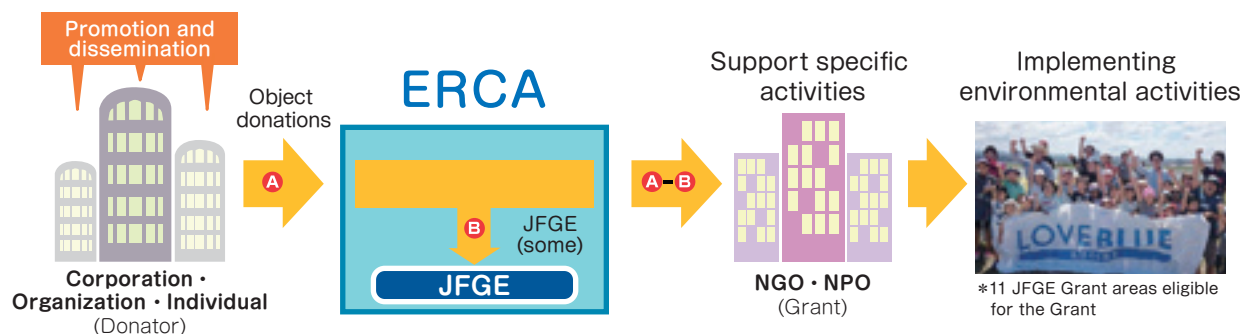 Promotion and
dissemination
Object
donations
A
Corporation・
Organization・Individual
(Donator)
ERCA
B
JFGE
(some)
JFGE
A-B
Support specific
activities
NGO・NPO
(Grant)
Implementing
environmental activities
LOVE BLUE
*11 JFGE Grant areas eligible
for the Grant